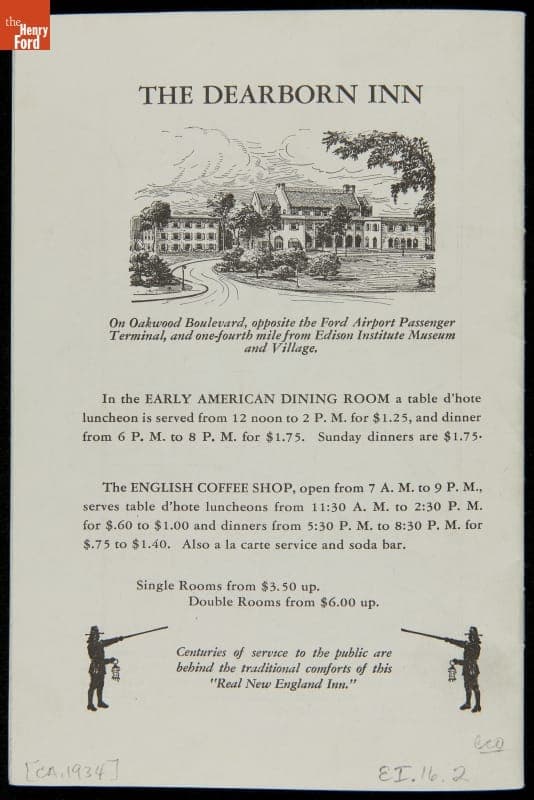 the
Henry
Ford
THE DEARBORN INN
On Oakwood Boulevard, opposite the Ford Airport Passenger
Terminal, and one-fourth mile from Edison Institute Museum
and Village.
In the EARLY AMERICAN DINING ROOM a table d'hote
luncheon is served from 12 noon to 2 P. M. for $1.25, and dinner
from 6 P. M. to 8 P. M. for $1.75. Sunday dinners are $1.75.
The ENGLISH COFFEE SHOP, open from 7 A. M. to 9 P. M.,
serves table d'hote luncheons from 11:30 A. M. to 2:30 P. M.
for $.60 to $1.00 and dinners from 5:30 P. M. to 8:30 P. M. for
$.75 to $1.40. Also a la carte service and soda bar.
Single Rooms from $3.50 up.
Double Rooms from $6.00 up.
Centuries of service to the public are
behind the traditional comforts of this
"Real New England Inn."
[CA.1934]
EI.16.2